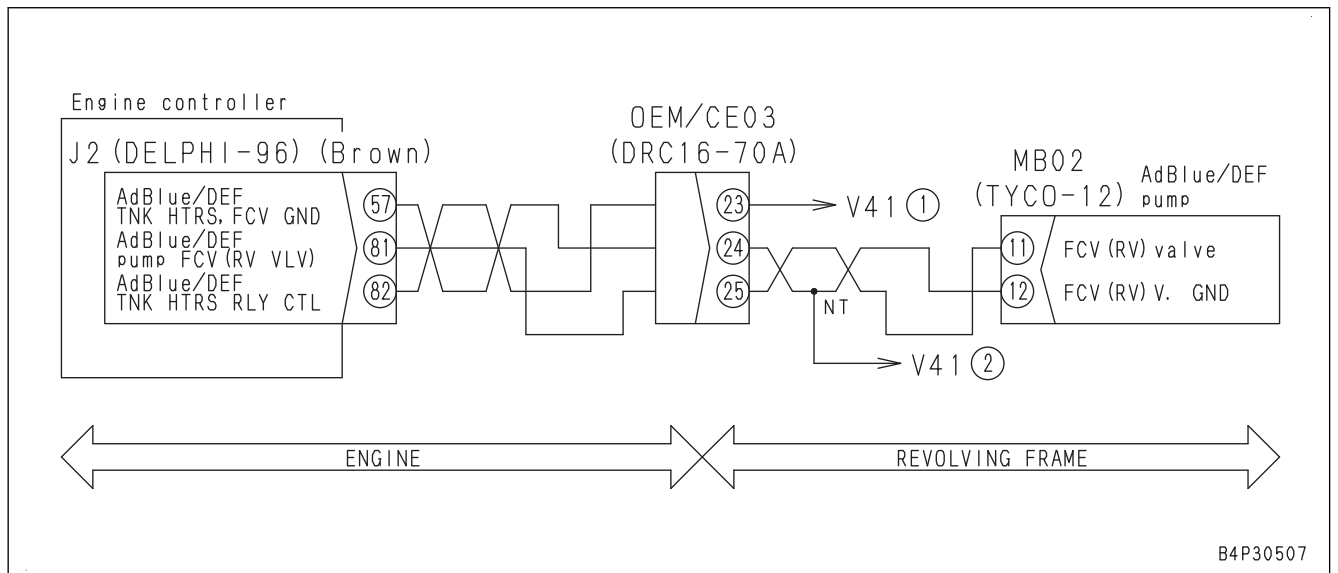 Engine controller
J2 (DELPHI-96) (Brown)
AdBlue/DEF
TNK HTRS, FCV GND
57
AdBlue/DEF
pump FCV (RV VLV)
81
AdBlue/DEF
TNK HTRS RLY CTL
82
OEM/CE03
(DRC16-70A)
23
24
25
V41 1
NT
V41 2
MB02
(TYCO-12)
AdBlue/DEF
pump
11
FCV (RV) valve
12
FCV (RV) V. GND
ENGINE
REVOLVING FRAME
B4P30507